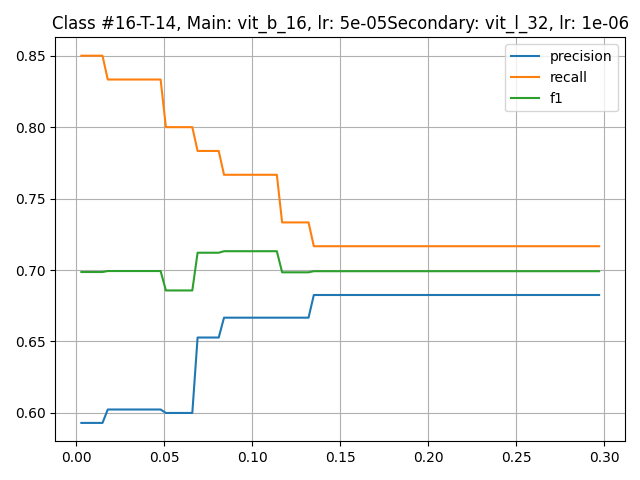 Class #16-T-14, Main: vit_b_16, lr: 5e-05Secondary: vit_l_32, lr: 1e-06
precision
recall
f1
0.85
0.80
0.75
0.70
0.65
0.60
0.00 0.05 0.10 0.15 0.20 0.25 0.30